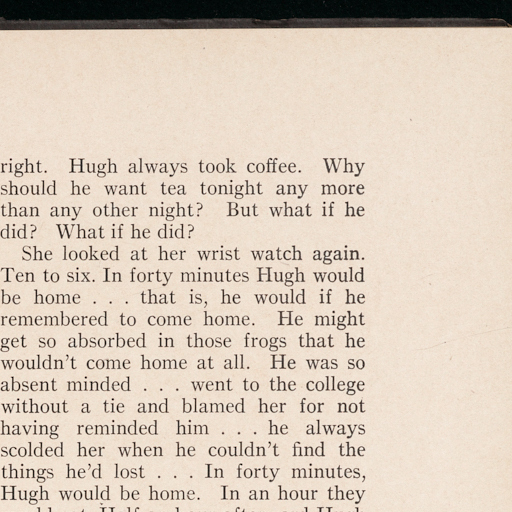 right. Hugh always took coffee. Why
should he want tea tonight any more
than any other night? But what if he
did? What if he did?
She looked at her wrist watch again.
Ten to six. In forty minutes Hugh would
be home . . . that is, he would if he
remembered to come home. He might
get so absorbed in those frogs that he
wouldn't come home at all. He was so
absent minded . . . went to the college
without a tie and blamed her for not
having reminded him . . . he always
scolded her when he couldn't find the
things he'd lost . . . In forty minutes,
Hugh would be home. In an hour they